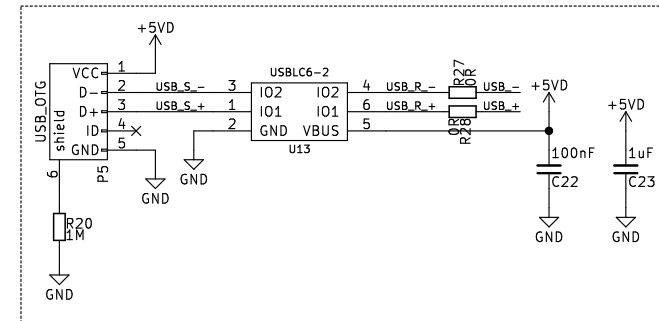 +5VD
USB_OTG
shield
VCC 1
D- 2
D+ 3
ID 4
GND 5
6
P5
GND
R20
1M
GND
USB_S_-
USB_S_+
GND
USBLC6-2
3 IO2 IO2 4
1 IO1 IO1 6
2 GND VBUS 5
U13
USB_R_-
USB_R_+
R27
0R
0R
R28
USB_-
USB_+
+5VD
100nF
C22
GND
+5VD
1uF
C23
GND